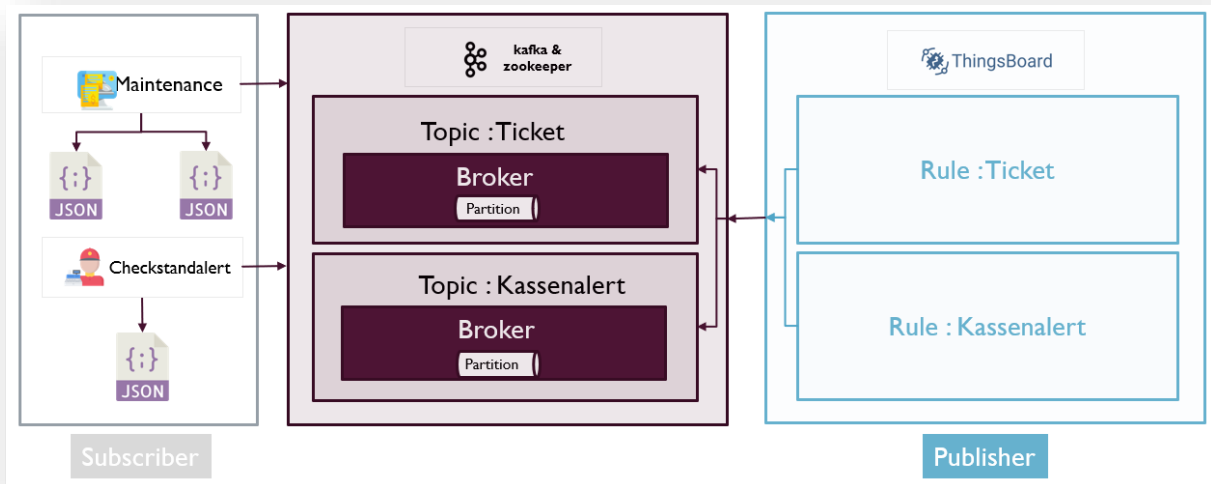 Maintenance
{;}
JSON
{;}
JSON
Checkstandalert
{;}
JSON
Subscriber
kafka &
zookeeper
Topic : Ticket
Broker
Partition
Topic : Kassenalert
Broker
Partition
ThingsBoard
Rule : Ticket
Rule : Kassenalert
Publisher